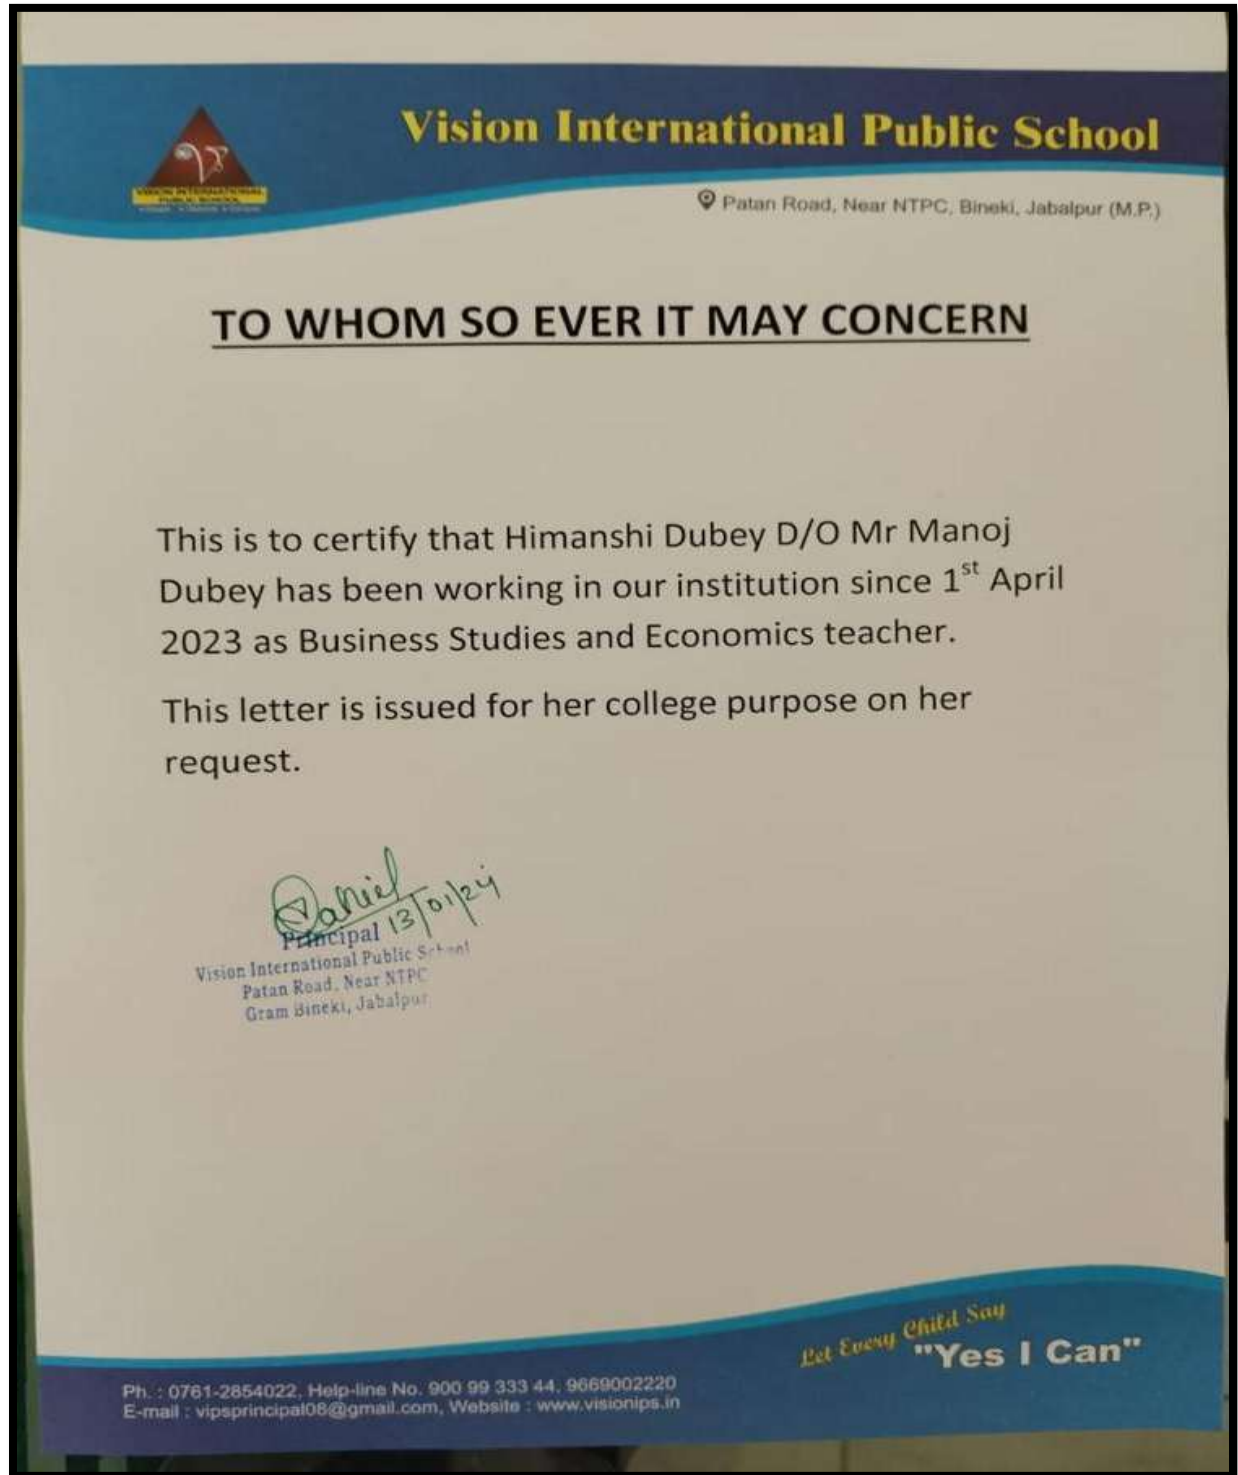 Vision International Public School
VISION INTERNATIONAL
PUBLIC SCHOOL
Patan Road, Near NTPC, Bineki, Jabalpur (M.P.)
TO WHOM SO EVER IT MAY CONCERN
This is to certify that Himanshi Dubey D/O Mr Manoj
Dubey has been working in our institution since 1st April
2023 as Business Studies and Economics teacher.
This letter is issued for her college purpose on her
request.
13/01/24
Principal
Vision International Public School
Patan Road, Near NTPC
Gram Bineki, Jabalpur
Let Every Child Say
"Yes I Can"
Ph. : 0761-2854022, Help-line No. 900 99 333 44, 9669002220
E-mail : vipsprincipal08@gmail.com, Website : www.visionips.in